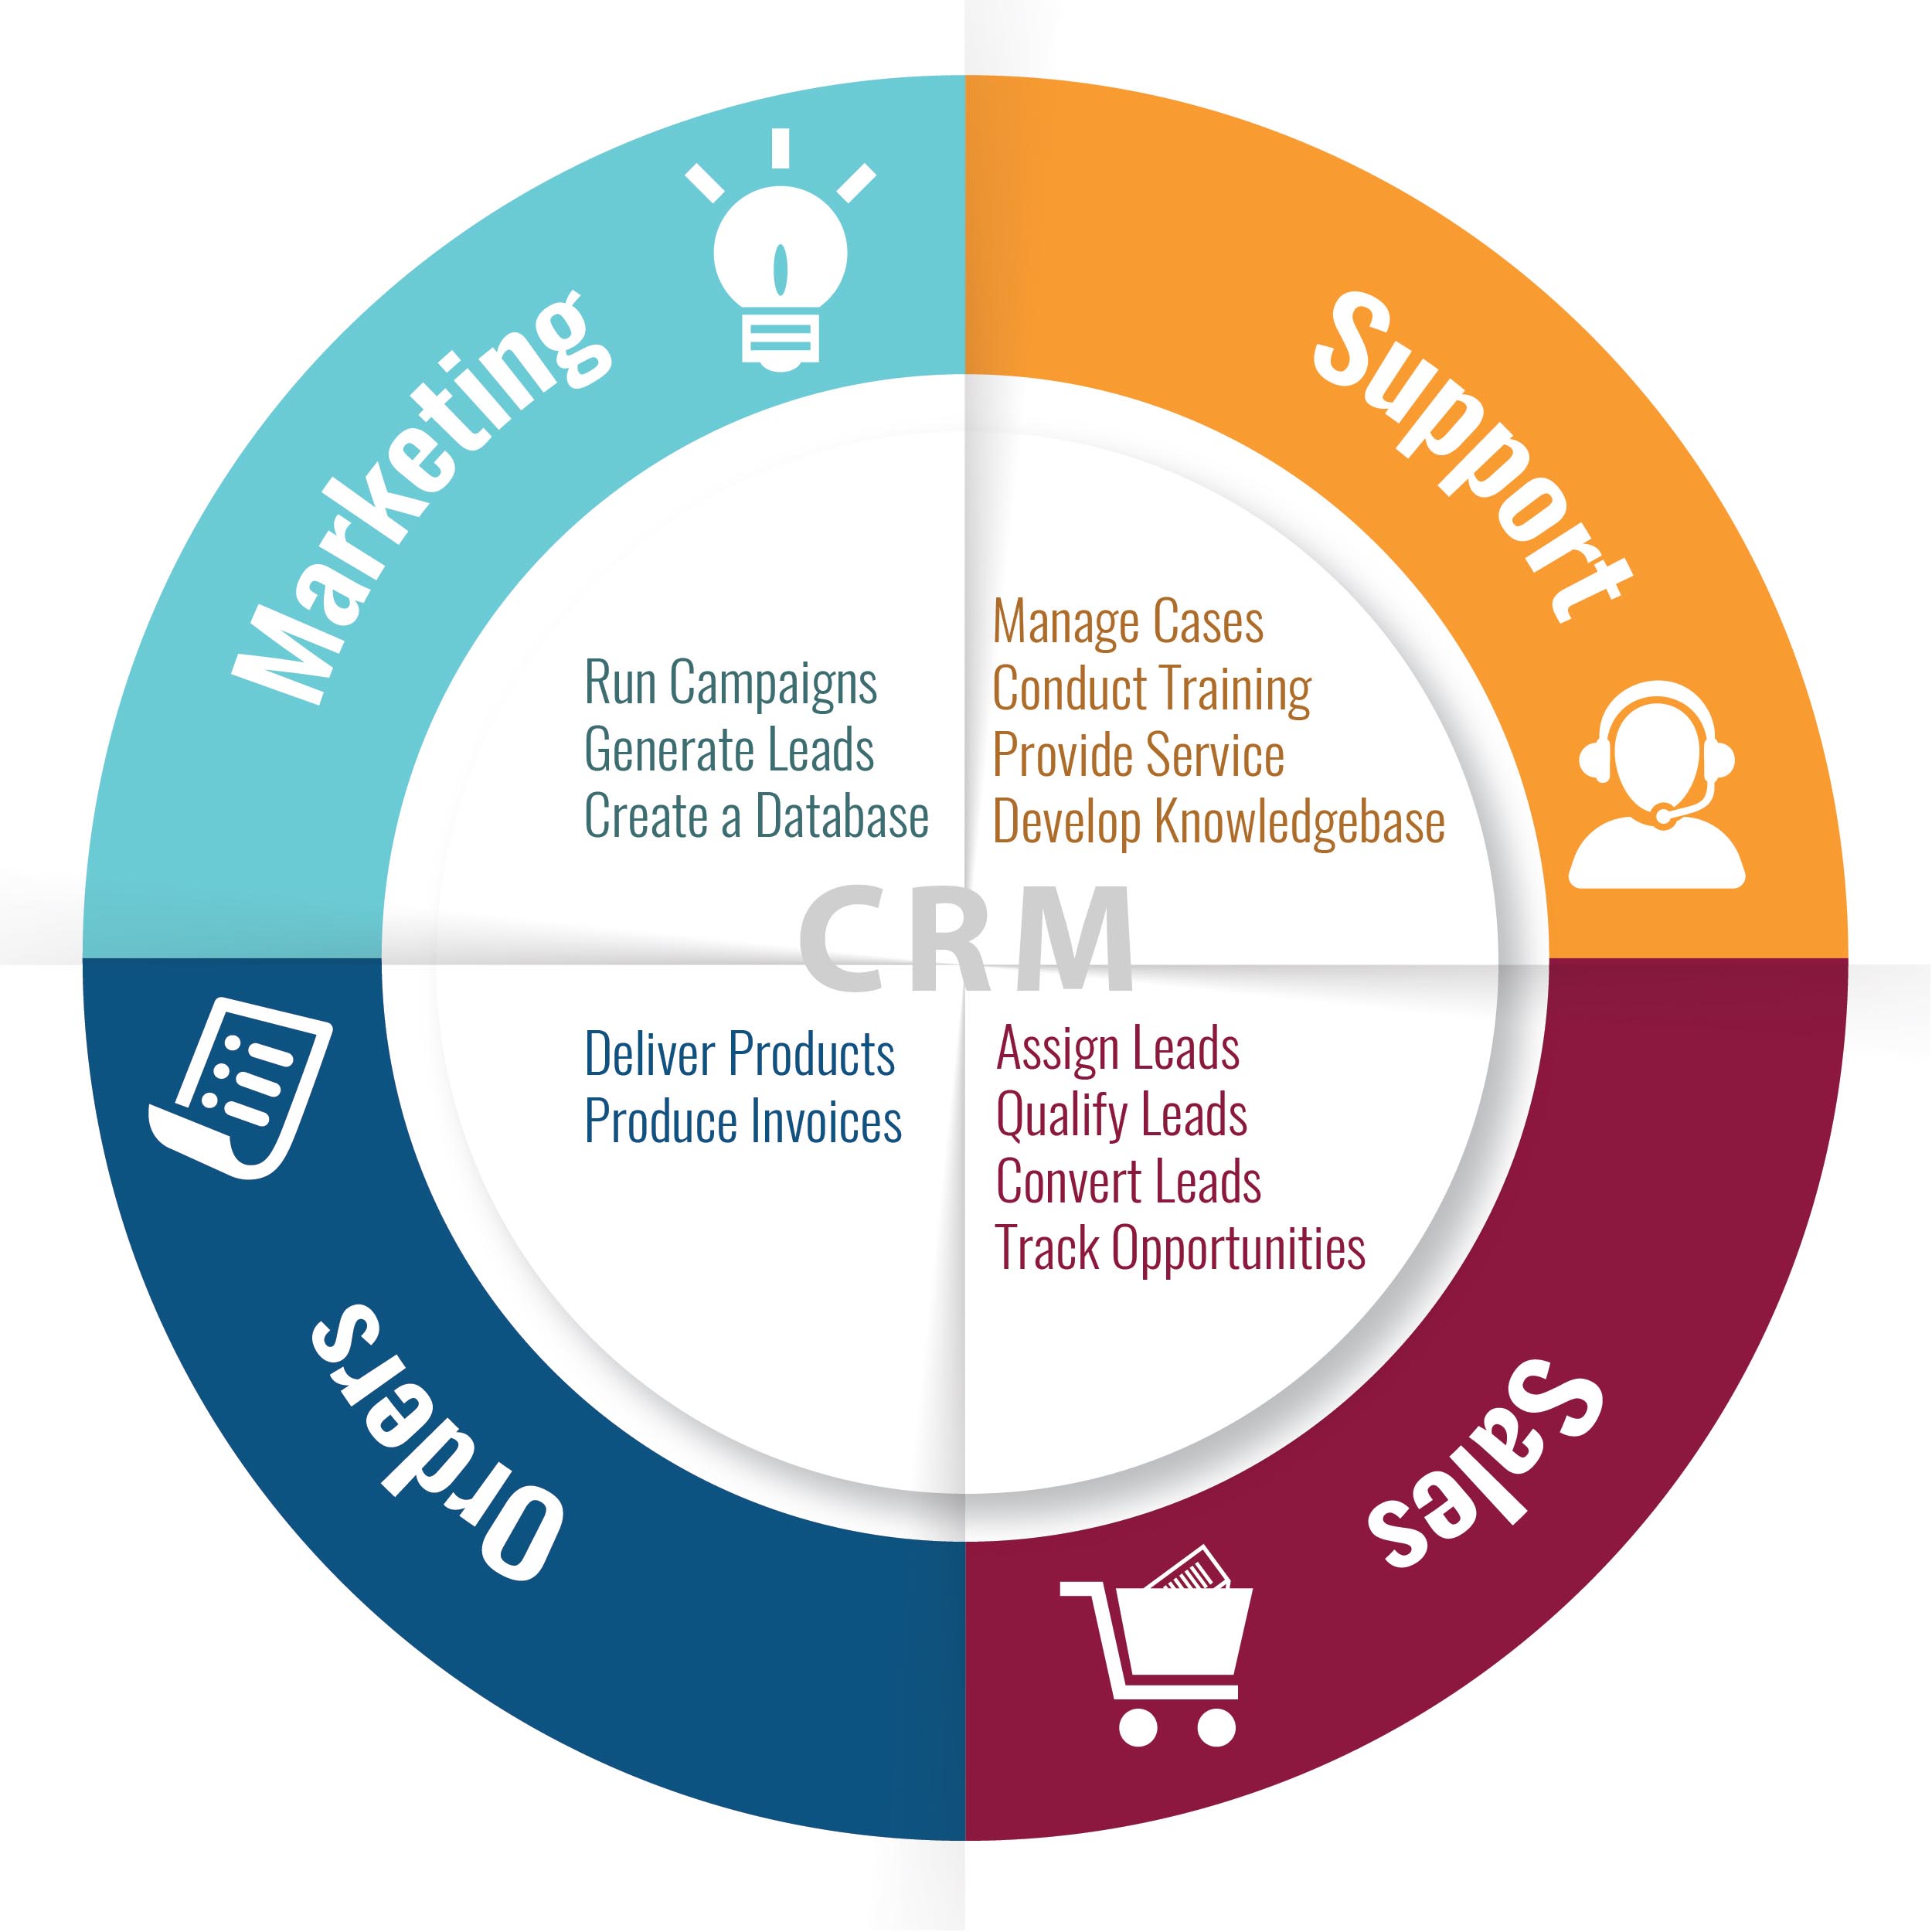 Marketing
Support
Run Campaigns
Generate Leads
Create a Database
Manage Cases
Conduct Training
Provide Service
Develop Knowledgebase
CRM
Deliver Products
Produce Invoices
Assign Leads
Qualify Leads
Convert Leads
Track Opportunities
Orders
Sales